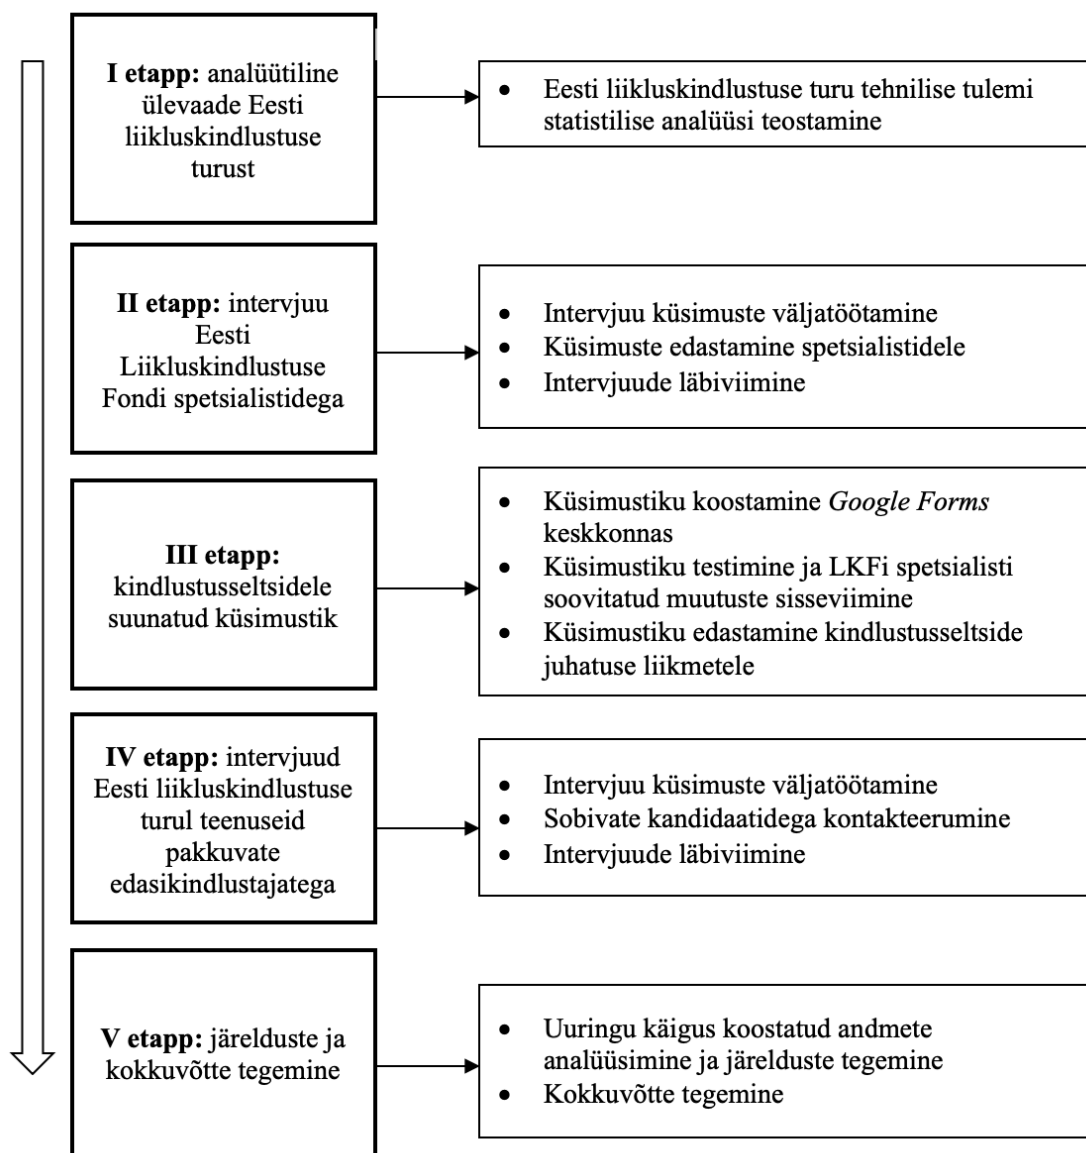 I etapp: analüütiline
ülevaade Eesti
liikluskindlustuse
turust
• Eesti liikluskindlustuse turu tehnilise tulemi
statistilise analüüsi teostamine
II etapp: intervjuu
Eesti
Liikluskindlustuse
Fondi spetsialistidega
• Intervjuu küsimuste väljatöötamine
• Küsimuste edastamine spetsialistidele
• Intervjuude läbiviimine
III etapp:
kindlustusseltsidele
suunatud küsimustik
• Küsimustiku koostamine Google Forms
keskkonnas
• Küsimustiku testimine ja LKFi spetsialisti
soovitatud muutuste sisseviimine
• Küsimustiku edastamine kindlustusseltside
juhatuse liikmetele
IV etapp: intervjuud
Eesti liikluskindlustuse
turul teenuseid
pakkuvate
edasikindlustajatega
• Intervjuu küsimuste väljatöötamine
• Sobivate kandidaatidega kontakteerumine
• Intervjuude läbiviimine
V etapp: järelduste ja
kokkuvõtte tegemine
• Uuringu käigus koostatud andmete
analüüsimine ja järelduste tegemine
• Kokkuvõtte tegemine